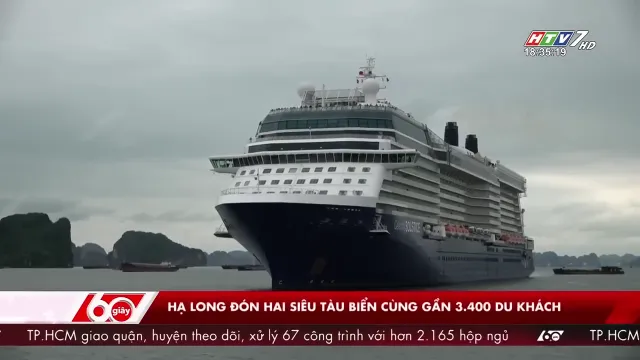 HTV7 HD
18:35:19
SOLSTICE
60 giây
HẠ LONG ĐÓN HAI SIÊU TÀU BIỂN CÙNG GẦN 3.400 DU KHÁCH
TP.HCM giao quận, huyện theo dõi, xử lý 67 công trình với hơn 2.165 hộp ngủ
60
TP.HCM